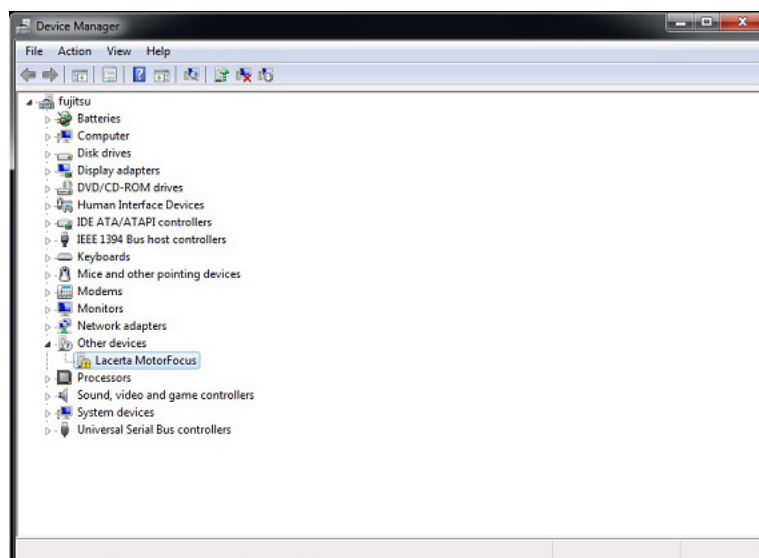 Device Manager
File Action View Help
fujitsu
Batteries
Computer
Disk drives
Display adapters
DVD/CD-ROM drives
Human Interface Devices
IDE ATA/ATAPI controllers
IEEE 1394 Bus host controllers
Keyboards
Mice and other pointing devices
Modems
Monitors
Network adapters
Other devices
Lacerta MotorFocus
Processors
Sound, video and game controllers
System devices
Universal Serial Bus controllers